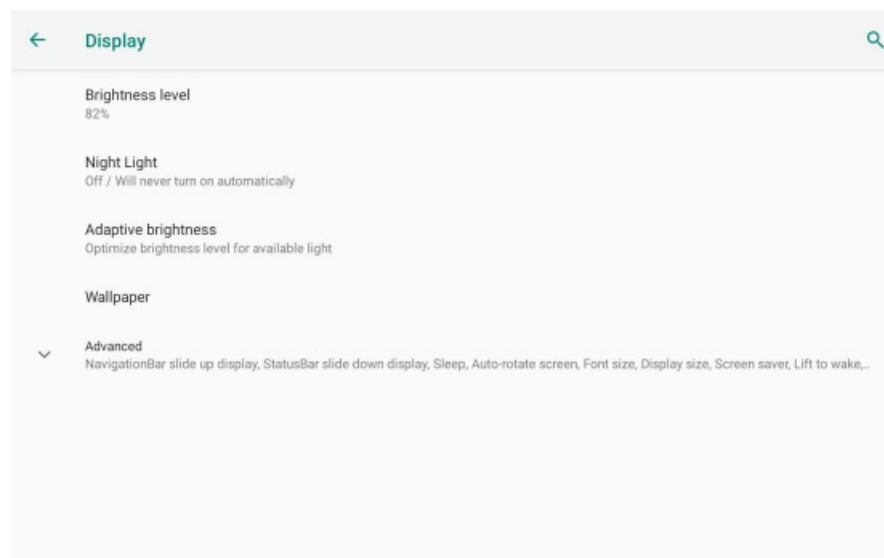 Display
Brightness level
82%
Night Light
Off / Will never turn on automatically
Adaptive brightness
Optimize brightness level for available light
Wallpaper
Advanced
NavigationBar slide up display, StatusBar slide down display, Sleep, Auto-rotate screen, Font size, Display size, Screen saver, Lift to wake,..